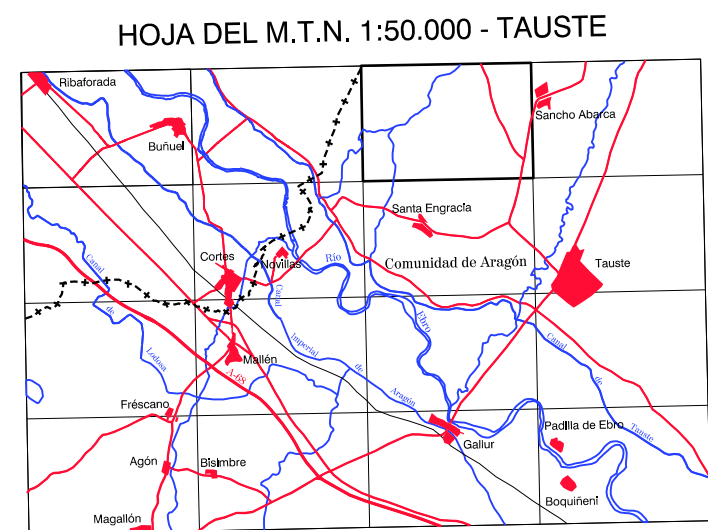 HOJA DEL M.T.N. 1:50.000 - TAUSTE
Ribaforada
Sancho Abarca
Buñuel
Santa Engracia
Cortes
Novillas
Río
Comunidad de Aragón
Tauste
Canal
de
Lodosa
Canal
Imperial
de
Aragón
Ebro
Canal
de
Tauste
Mallén
A-68
Fréscano
Padilla de Ebro
Gallur
Agón
Bisimbre
Boquiñeni
Magallón